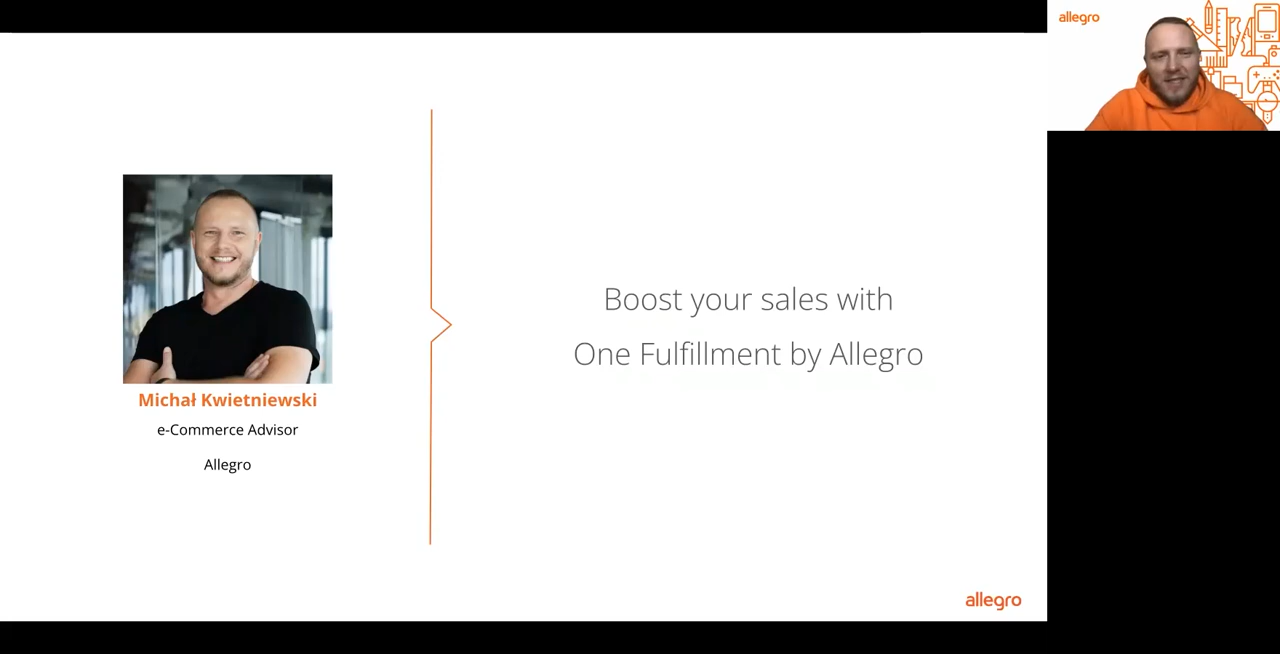 allegro
Michał Kwietniewski
e-Commerce Advisor
Allegro
Boost your sales with
One Fulfillment by Allegro
allegro